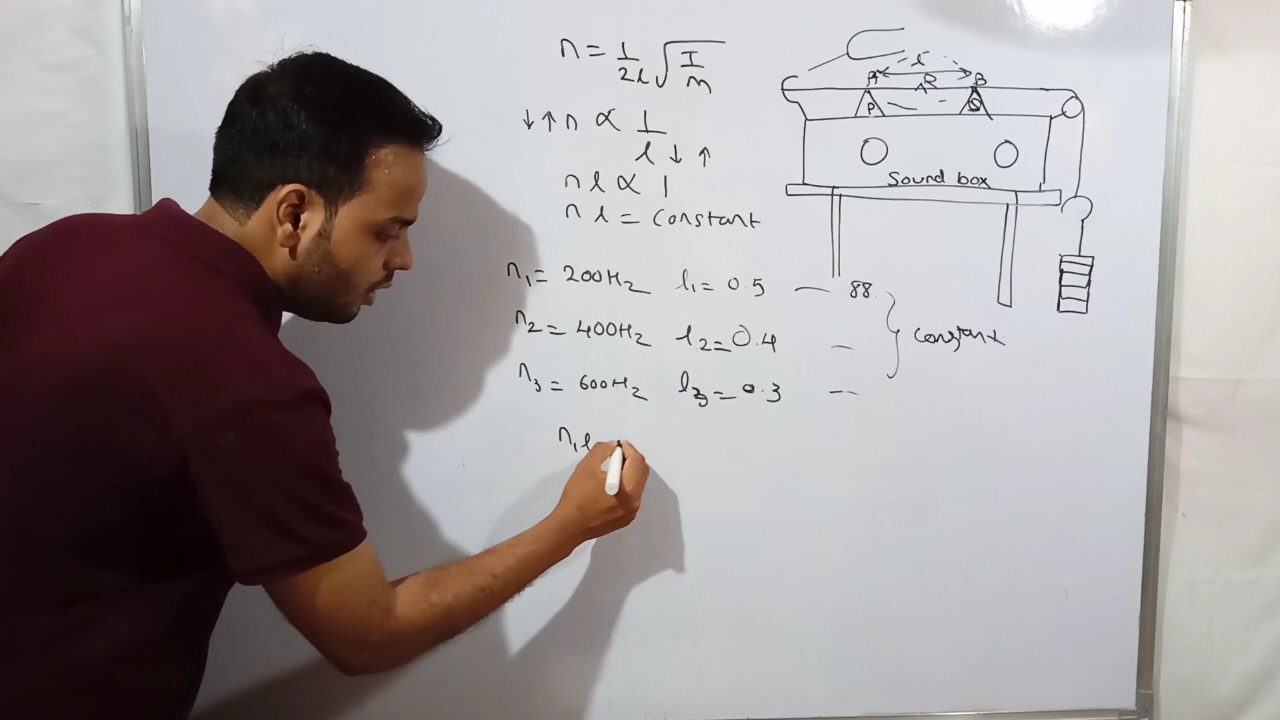 n = 1/2l √T/m
↓↑ n ∝ 1/l ↓ ↑
n l ∝ 1
n l = constant
n₁ = 200Hz l₁ = 0.5 — 88.
n₂ = 400Hz l₂ = 0.4 —
n₃ = 600Hz l₃ = 0.3 --
} constant
n₁l
l
A R B
P S
Sound box